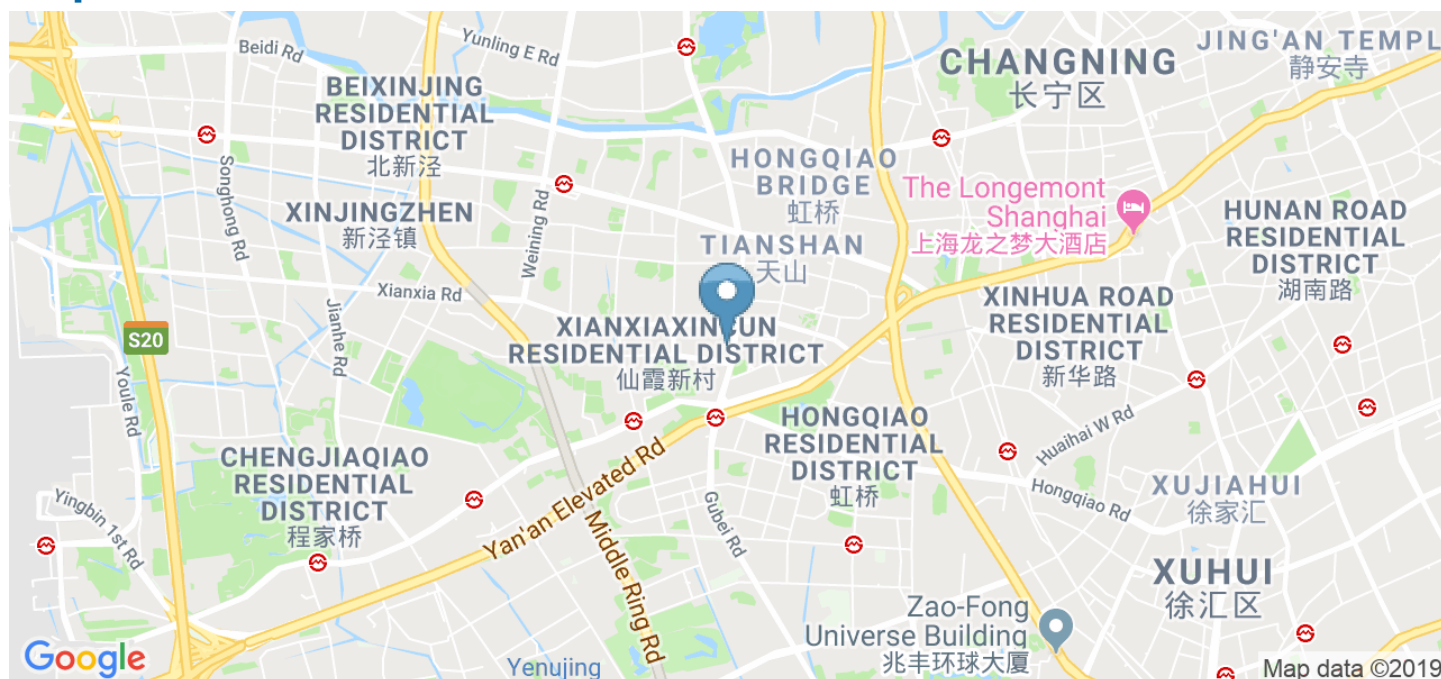 Beidi Rd
Yunling E Rd
CHANGNING
长宁区
JING'AN TEMPL
静安寺
BEIXINJING
RESIDENTIAL
DISTRICT
北新泾
HONGQIAO
BRIDGE
虹桥
The Longemont
Shanghai
上海龙之梦大酒店
HUNAN ROAD
RESIDENTIAL
DISTRICT
湖南路
Songhong Rd
XINJINGZHEN
新泾镇
Weining Rd
TIANSHAN
天山
Xianxia Rd
Jianhe Rd
XINHUA ROAD
RESIDENTIAL
DISTRICT
新华路
S20
XIANXIAXINCUN
RESIDENTIAL DISTRICT
仙霞新村
Youle Rd
HONGQIAO
RESIDENTIAL
DISTRICT
虹桥
Huaihai W Rd
CHENGJIAQIAO
RESIDENTIAL
DISTRICT
程家桥
Yan'an Elevated Rd
Hongqiao Rd
XUJIAHUI
徐家汇
Yingbin 1st Rd
Gubei Rd
Middle Ring Rd
XUHUI
徐汇区
Zao-Fong
Universe Building
兆丰环球大厦
Google
Yenujing
Map data ©2019